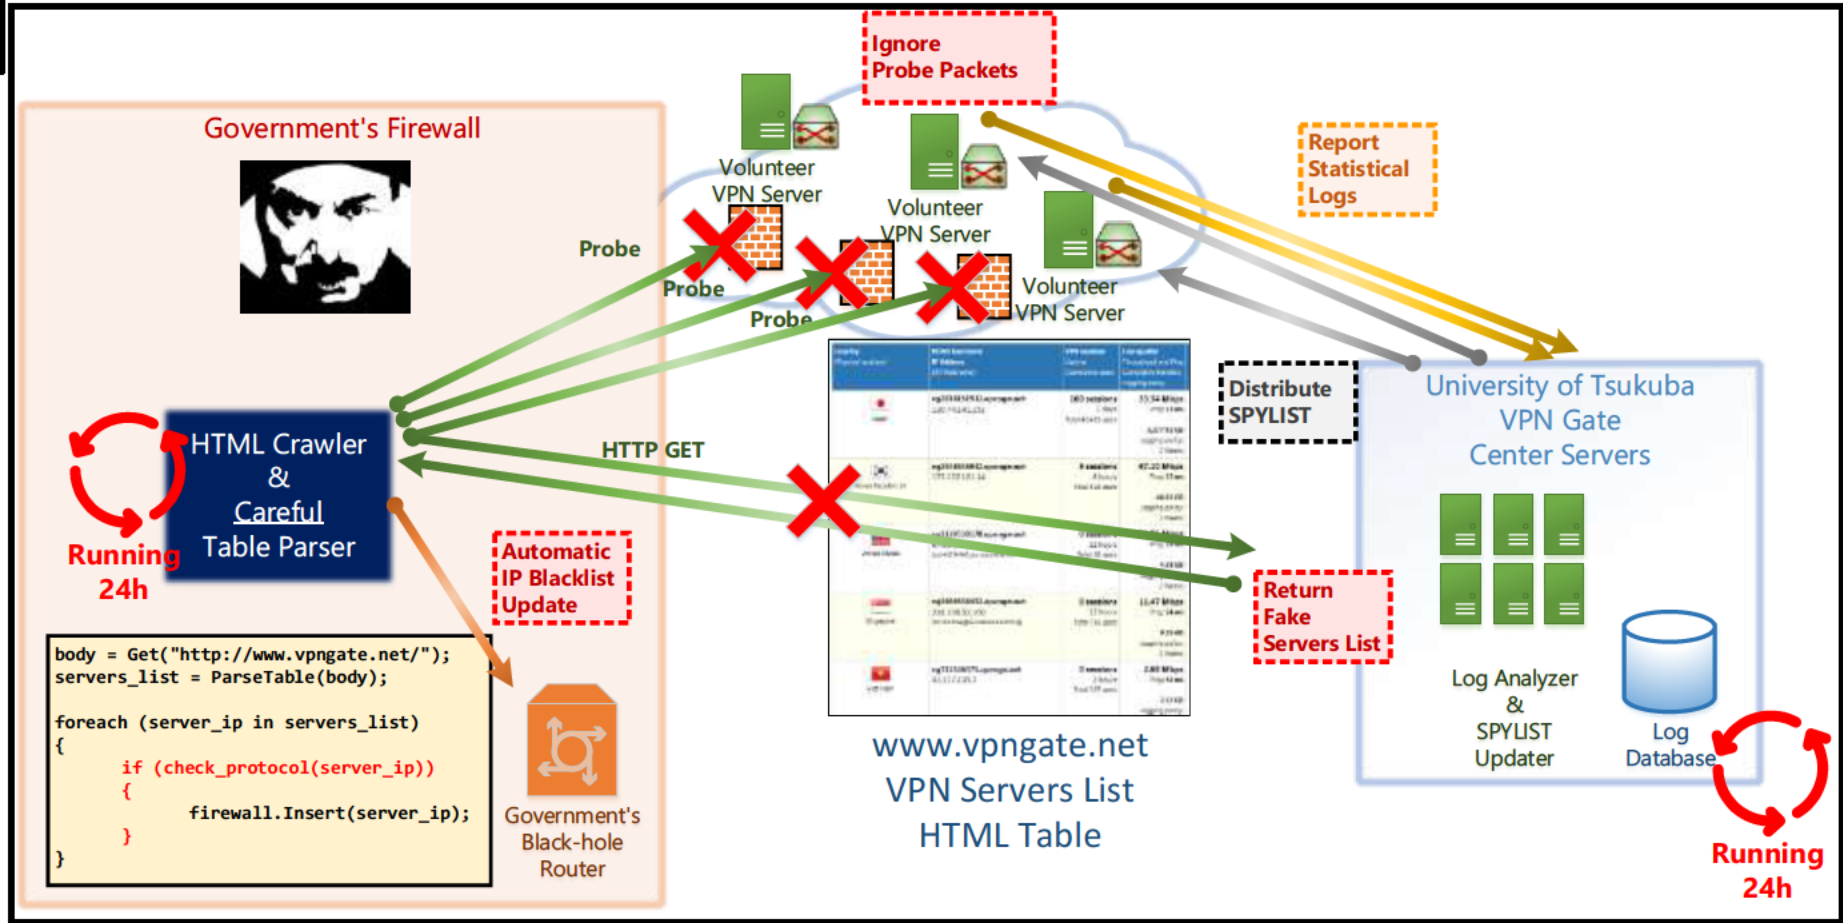 Ignore
Probe Packets
Government's Firewall
Volunteer
VPN Server
Volunteer
VPN Server
Volunteer
VPN Server
Report
Statistical
Logs
Probe
Probe
Probe
HTML Crawler
&
Careful
Table Parser
Running
24h
HTTP GET
Distribute
SPYLIST
University of Tsukuba
VPN Gate
Center Servers
Automatic
IP Blacklist
Update
Return
Fake
Servers List
body = Get("http://www.vpngate.net/");
servers_list = ParseTable(body);
foreach (server_ip in servers_list)
{
if (check_protocol(server_ip))
{
firewall.Insert(server_ip);
}
}
Government's
Black-hole
Router
www.vpngate.net
VPN Servers List
HTML Table
Log Analyzer
&
SPYLIST
Updater
Log
Database
Running
24h